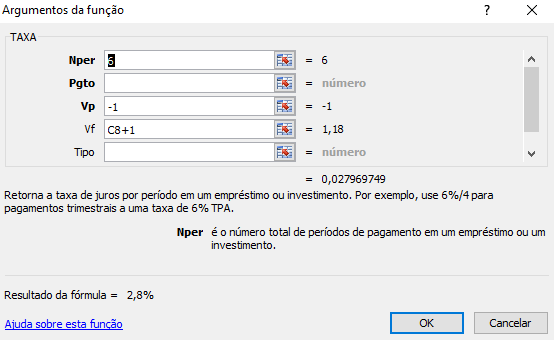 Argumentos da função
?
TAXA
Nper 6 = 6
Pgto = número
Vp -1 = -1
Vf C8+1 = 1,18
Tipo = número
= 0,027969749
Retorna a taxa de juros por período em um empréstimo ou investimento. Por exemplo, use 6%/4 para
pagamentos trimestrais a uma taxa de 6% TPA.
Nper é o número total de períodos de pagamento em um empréstimo ou um
investimento.
Resultado da fórmula = 2,8%
Ajuda sobre esta função
OK
Cancelar